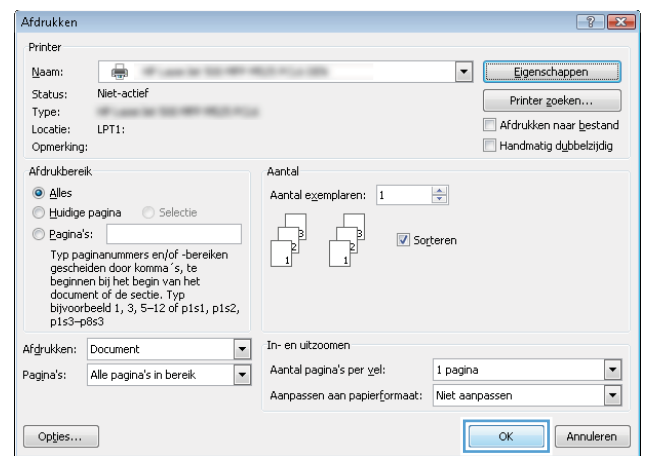 Afdrukken
Printer
Naam:
Eigenschappen
Status: Niet-actief
Printer zoeken...
Type:
Locatie: LPT1:
Afdrukken naar bestand
Opmerking:
Handmatig dubbelzijdig
Afdrukbereik
Alles
Huidige pagina Selectie
Pagina's:
Typ paginanummers en/of -bereiken
gescheiden door komma´s, te
beginnen bij het begin van het
document of de sectie. Typ
bijvoorbeeld 1, 3, 5–12 of p1s1, p1s2,
p1s3–p8s3
Aantal
Aantal exemplaren: 1
3 3
2 2
1 1
Sorteren
Afdrukken: Document
Pagina's: Alle pagina's in bereik
In- en uitzoomen
Aantal pagina's per vel: 1 pagina
Aanpassen aan papierformaat: Niet aanpassen
Opties...
OK Annuleren